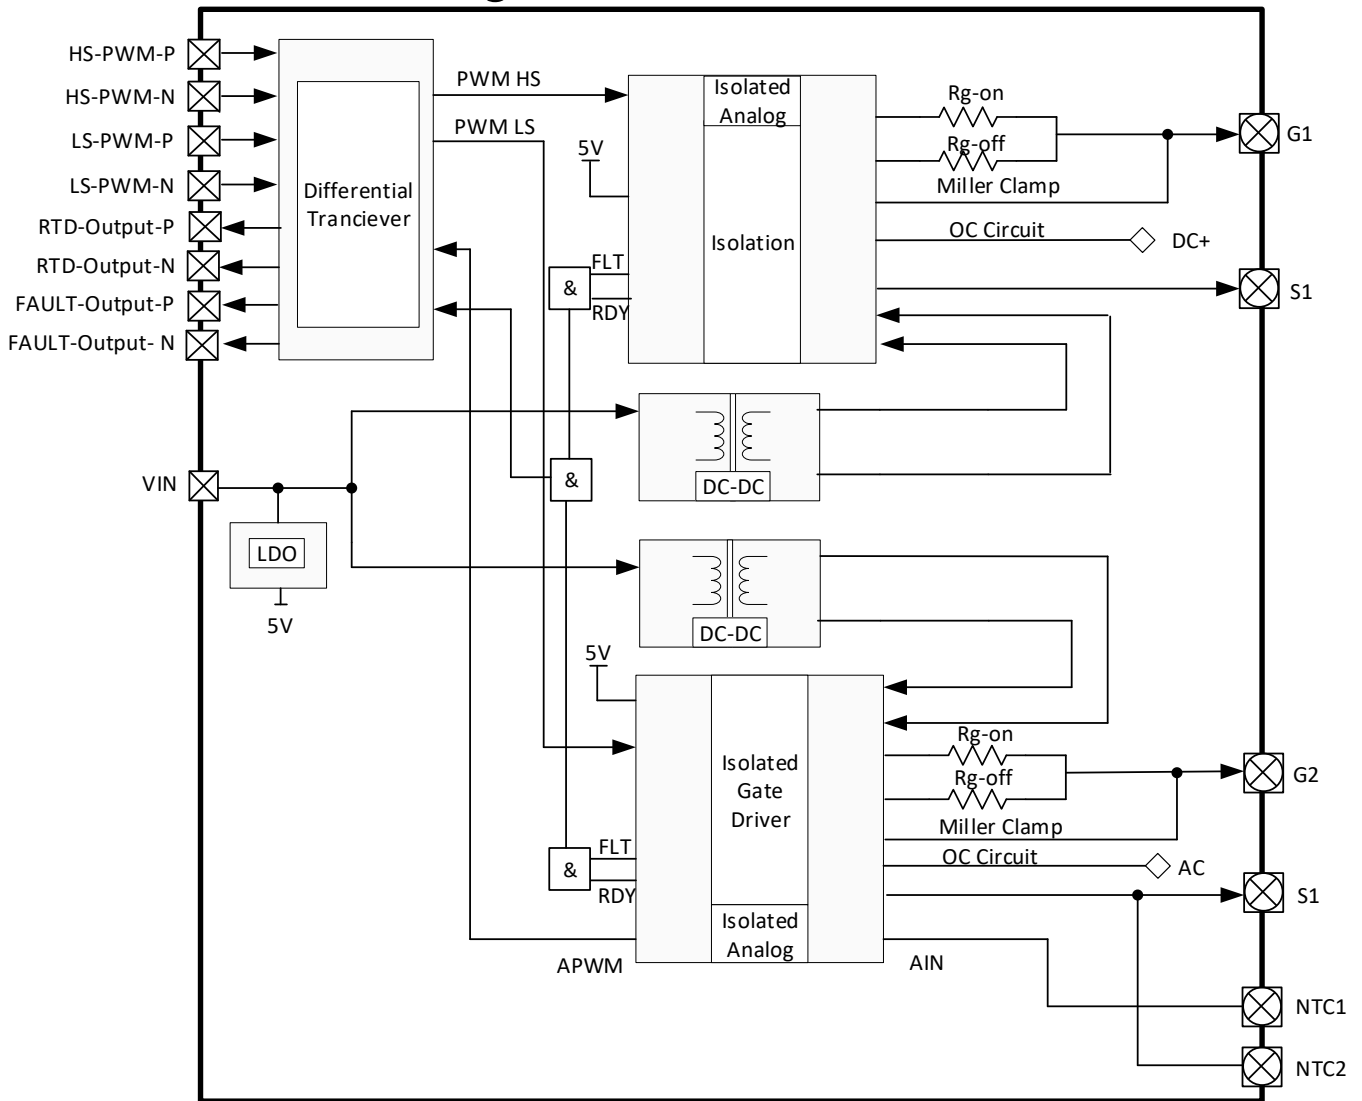 HS-PWM-P
HS-PWM-N
LS-PWM-P
LS-PWM-N
RTD-Output-P
RTD-Output-N
FAULT-Output-P
FAULT-Output- N
VIN
Differential
Tranciever
PWM HS
PWM LS
5V
FLT
RDY
&
&
&
Isolated
Analog
Isolation
Rg-on
Rg-off
Miller Clamp
OC Circuit
DC+
G1
S1
DC-DC
LDO
5V
DC-DC
5V
Isolated
Gate
Driver
FLT
RDY
Isolated
Analog
APWM
AIN
Rg-on
Rg-off
Miller Clamp
OC Circuit
AC
G2
S1
NTC1
NTC2